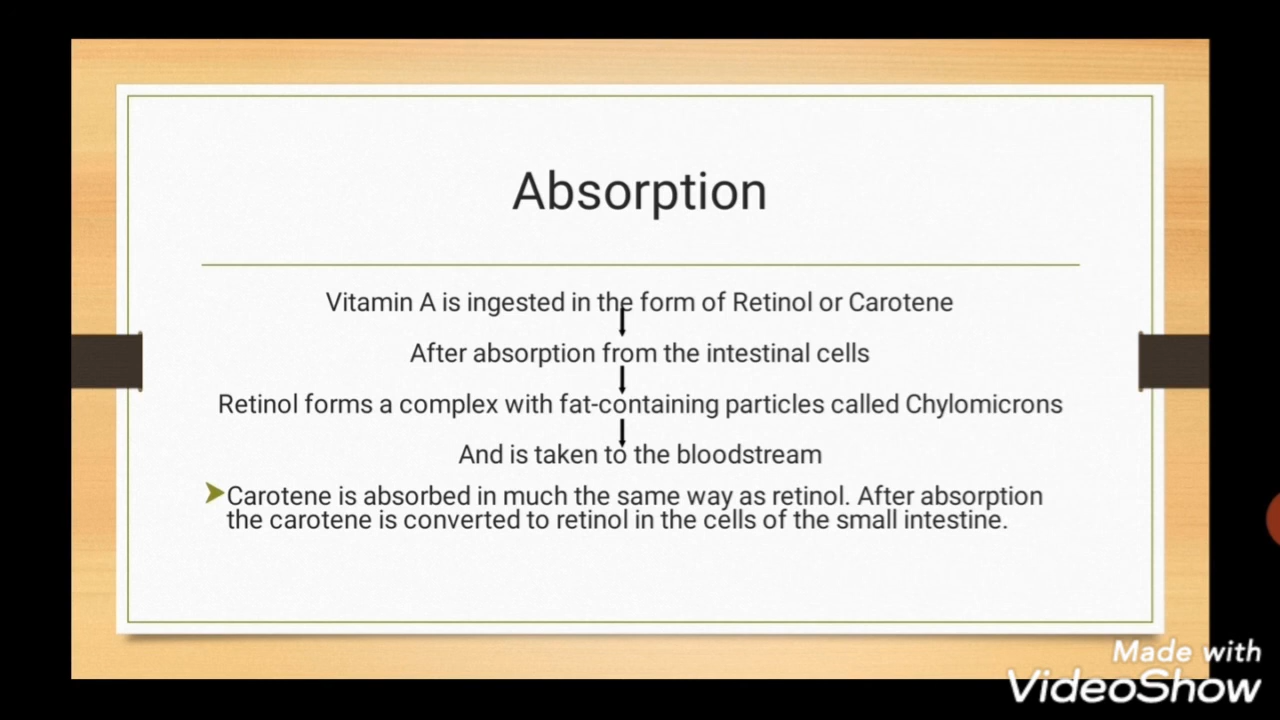 Absorption
Vitamin A is ingested in the form of Retinol or Carotene
After absorption from the intestinal cells
Retinol forms a complex with fat-containing particles called Chylomicrons
And is taken to the bloodstream
Carotene is absorbed in much the same way as retinol. After absorption
the carotene is converted to retinol in the cells of the small intestine.
Made with
VideoShow